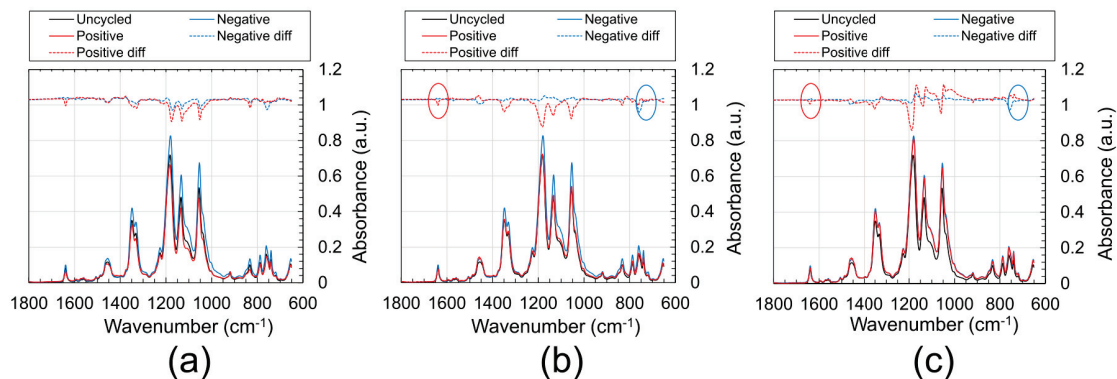 Uncycled Negative
Positive Negative diff
Positive diff
1.2
1
0.8
0.6
0.4
0.2
0
Absorbance (a.u.)
1800 1600 1400 1200 1000 800 600
Wavenumber (cm-1)
(a)
Uncycled Negative
Positive Negative diff
Positive diff
1.2
1
0.8
0.6
0.4
0.2
0
Absorbance (a.u.)
1800 1600 1400 1200 1000 800 600
Wavenumber (cm-1)
(b)
Uncycled Negative
Positive Negative diff
Positive diff
1.2
1
0.8
0.6
0.4
0.2
0
Absorbance (a.u.)
1800 1600 1400 1200 1000 800 600
Wavenumber (cm-1)
(c)